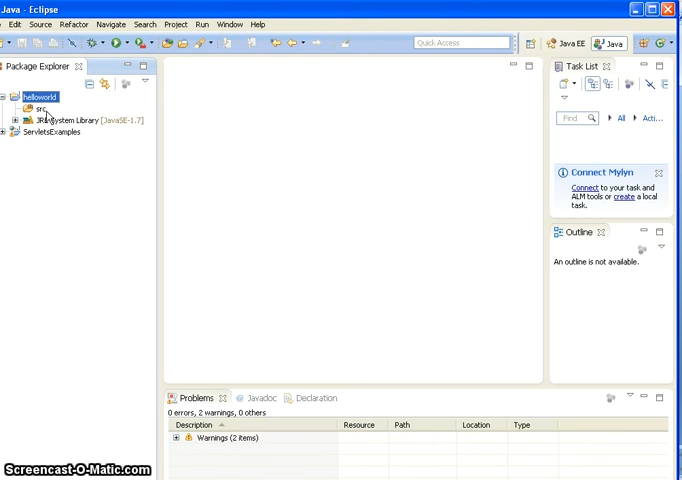 Java - Eclipse
Edit Source Refactor Navigate Search Project Run Window Help
Quick Access
Java EE
Java
Package Explorer
helloworld
src
JRE System Library [JavaSE-1.7]
ServletsExamples
Task List
Find
All
Acti...
Connect Mylyn
Connect to your task and
ALM tools or create a local
task.
Outline
An outline is not available.
Problems
@ Javadoc
Declaration
0 errors, 2 warnings, 0 others
Description Resource Path Location Type
Warnings (2 items)
Screencast-O-Matic.com